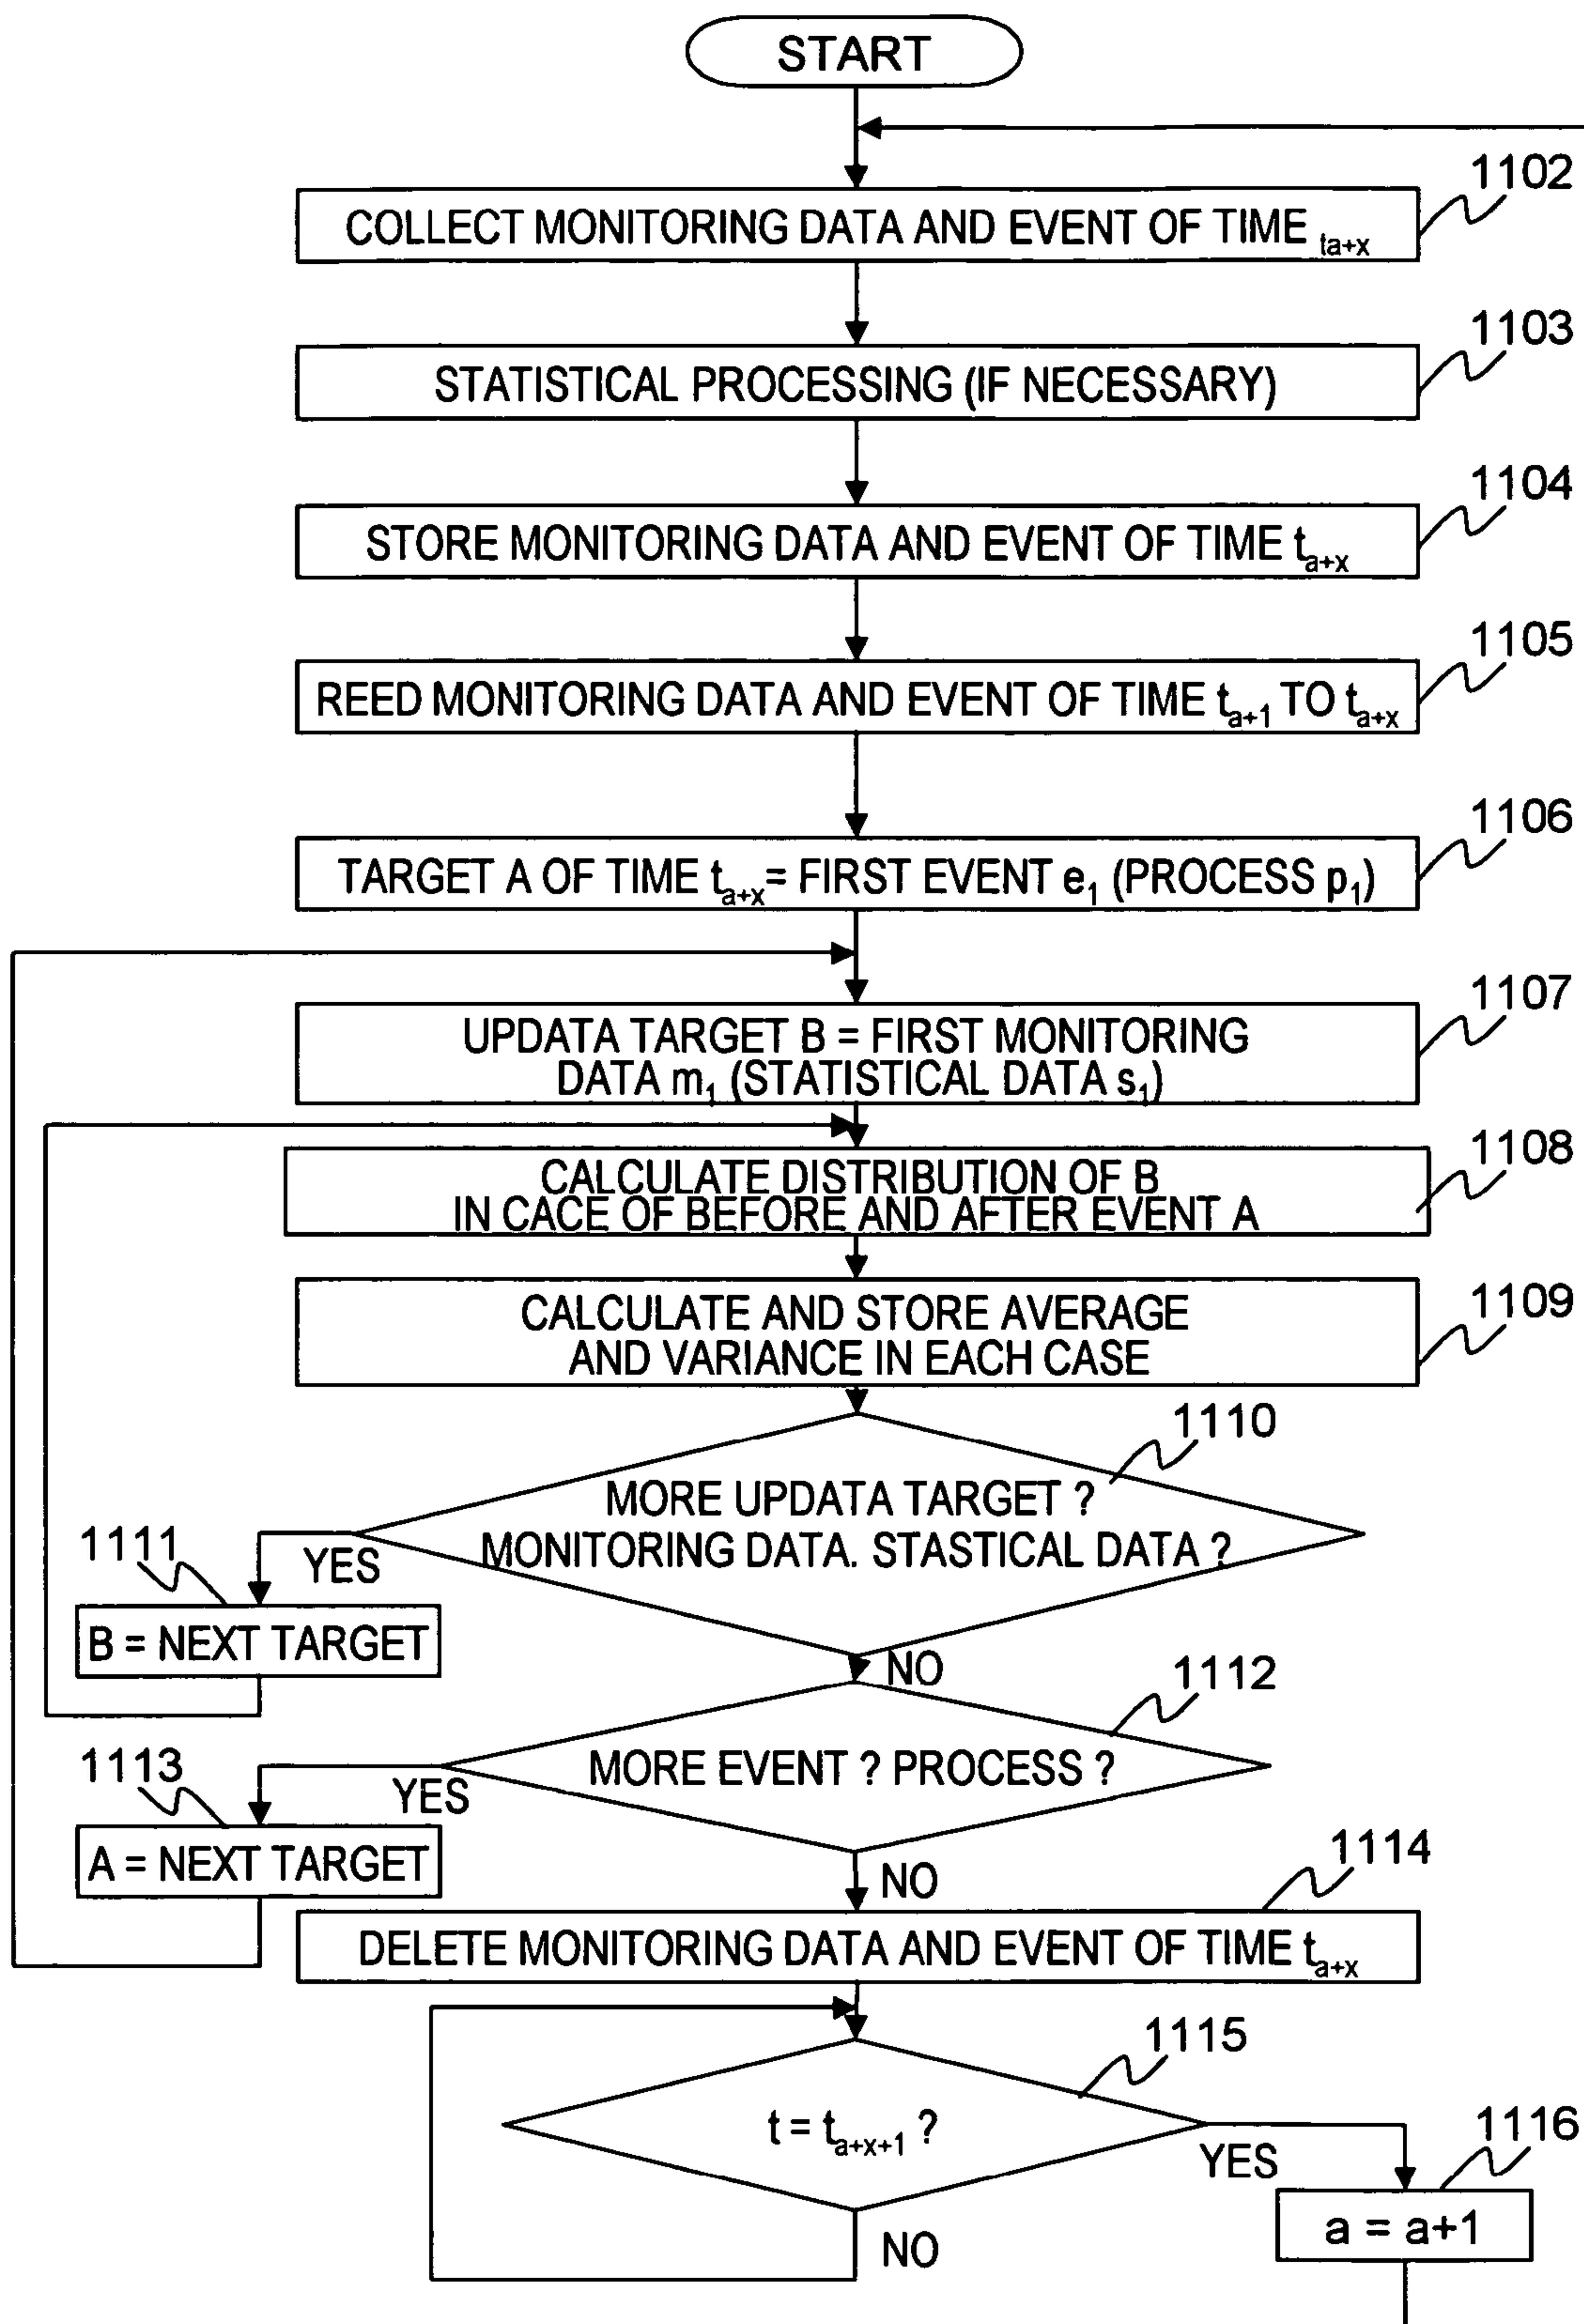 START
1102
COLLECT MONITORING DATA AND EVENT OF TIME ta+x
1103
STATISTICAL PROCESSING (IF NECESSARY)
1104
STORE MONITORING DATA AND EVENT OF TIME ta+x
1105
REED MONITORING DATA AND EVENT OF TIME ta+1 TO ta+x
1106
TARGET A OF TIME ta+x= FIRST EVENT e1 (PROCESS p1)
1107
UPDATA TARGET B = FIRST MONITORING
DATA m1 (STATISTICAL DATA s1)
1108
CALCULATE DISTRIBUTION OF B
IN CACE OF BEFORE AND AFTER EVENT A
1109
CALCULATE AND STORE AVERAGE
AND VARIANCE IN EACH CASE
1110
MORE UPDATA TARGET ?
MONITORING DATA. STASTICAL DATA ?
1111
YES
B = NEXT TARGET
NO
1112
MORE EVENT ? PROCESS ?
1113
YES
A = NEXT TARGET
NO
1114
DELETE MONITORING DATA AND EVENT OF TIME ta+x
1115
t = ta+x+1 ?
YES
1116
a = a+1
NO